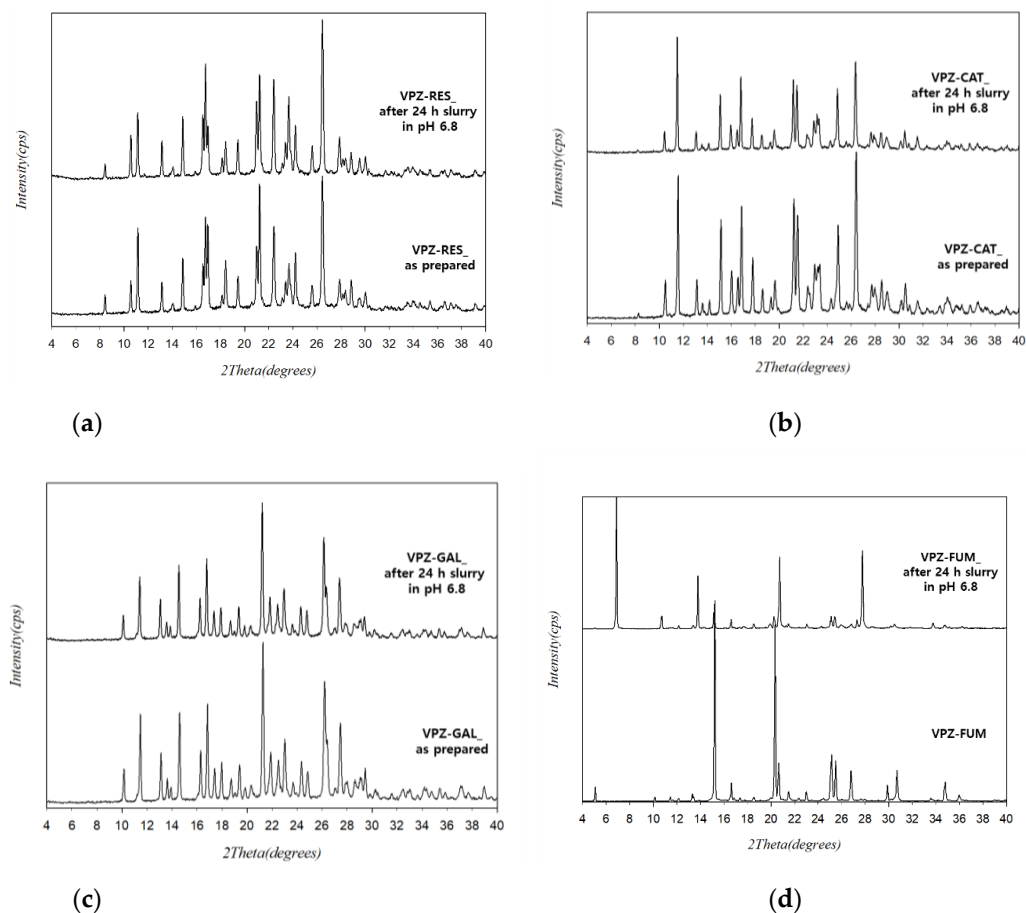 Intensity(cps)
VPZ-RES_
after 24 h slurry
in pH 6.8
VPZ-RES_
as prepared
4 6 8 10 12 14 16 18 20 22 24 26 28 30 32 34 36 38 40
2Theta(degrees)
(a)
Intensity(cps)
VPZ-CAT_
after 24 h slurry
in pH 6.8
VPZ-CAT_
as prepared
4 6 8 10 12 14 16 18 20 22 24 26 28 30 32 34 36 38 40
2Theta(degrees)
(b)
Intensity(cps)
VPZ-GAL_
after 24 h slurry
in pH 6.8
VPZ-GAL_
as prepared
4 6 8 10 12 14 16 18 20 22 24 26 28 30 32 34 36 38 40
2Theta(degrees)
(c)
Intensity(cps)
VPZ-FUM_
after 24 h slurry
in pH 6.8
VPZ-FUM
4 6 8 10 12 14 16 18 20 22 24 26 28 30 32 34 36 38 40
2Theta(degrees)
(d)